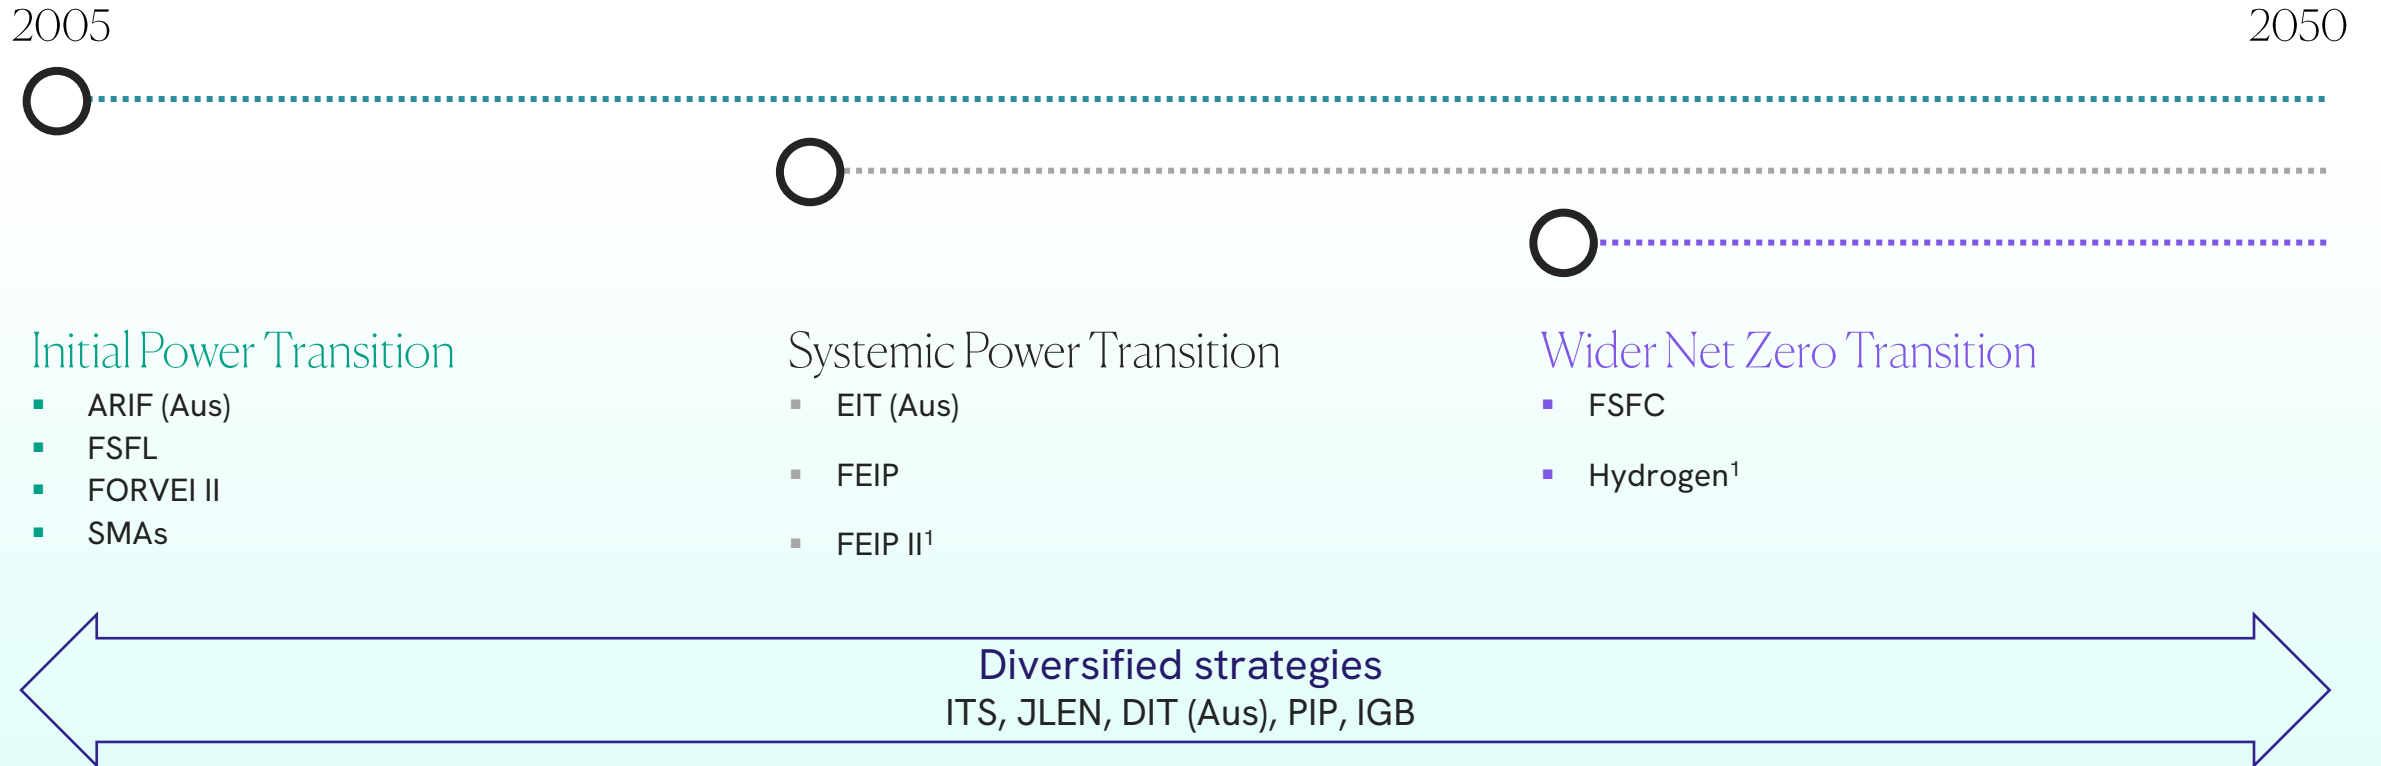 2005
2050
Initial Power Transition
▪ ARIF (Aus)
▪ FSFL
▪ FORVEI II
▪ SMAs
Systemic Power Transition
▪ EIT (Aus)
▪ FEIP
▪ FEIP II¹
Wider Net Zero Transition
▪ FSFC
▪ Hydrogen¹
Diversified strategies
ITS, JLEN, DIT (Aus), PIP, IGB